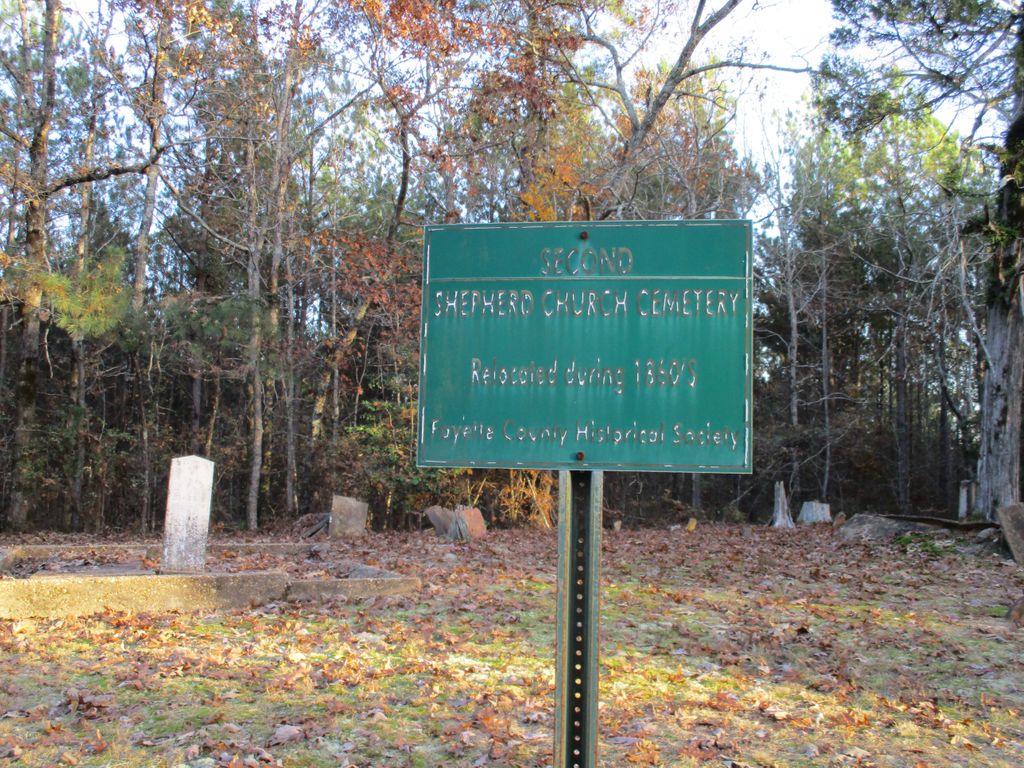 SECOND
SHEPHERD CHURCH CEMETERY
Relocated during 1860'S
Fayette County Historical Society